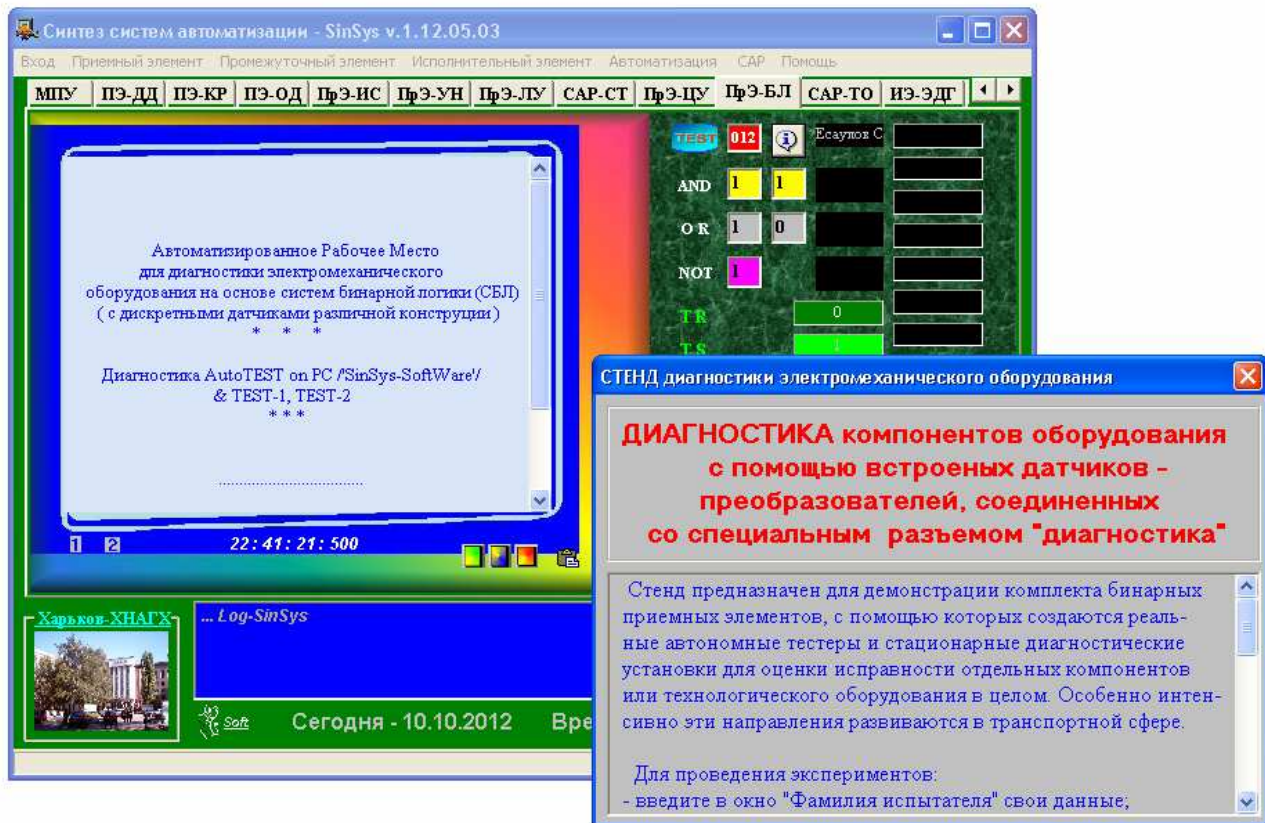 Синтез систем автоматизации - SinSys v.1.12.05.03
Вход Приемный элемент Промежуточный элемент Исполнительный элемент Автоматизация САР Помощь
МПУ ПЭ-ДД ПЭ-КР ПЭ-ОД ПрЭ-ИС ПрЭ-УН ПрЭ-ЛУ САР-СТ ПрЭ-ЦУ ПрЭ-БЛ САР-ТО ИЭ-ЭДГ
Автоматизированное Рабочее Место
для диагностики электромеханического
оборудования на основе систем бинарной логики (СБЛ)
( с дискретными датчиками различной конструкции )
* * *
Диагностика AutoTEST on PC /'SinSys-SoftWare'/
& TEST-1, TEST-2
* * *
....................................
1 2 22: 41: 21: 500
TEST 012 Есаулов С
AND 1 1
O R 1 0
NOT 1
T R 0
T S 1
Харьков-ХНАГХ
... Log-SinSys
Soft Сегодня - 10.10.2012 Вре
СТЕНД диагностики электромеханического оборудования
ДИАГНОСТИКА компонентов оборудования
с помощью встроеных датчиков -
преобразователей, соединенных
со специальным разъемом "диагностика"
Стенд предназначен для демонстрации комплекта бинарных
приемных элементов, с помощью которых создаются реаль-
ные автономные тестеры и стационарные диагностические
установки для оценки исправности отдельных компонентов
или технологического оборудования в целом. Особенно интен-
сивно эти направления развиваются в транспортной сфере.
Для проведения экспериментов:
- введите в окно "Фамилия испытателя" свои данные;